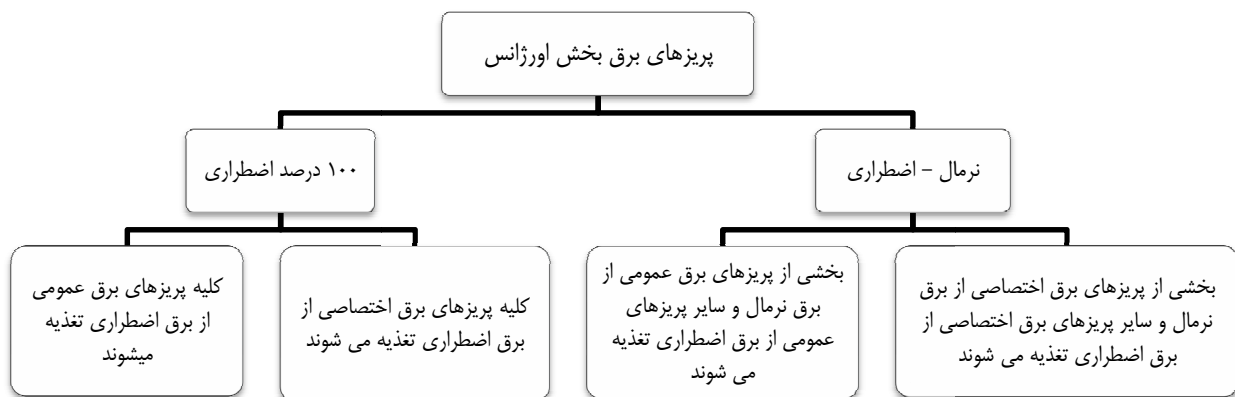 پریزهای برق بخش اورژانس
نرمال – اضطراری
۱۰۰ درصد اضطراری
بخشی از پریزهای برق اختصاصی از برق
نرمال و سایر پریزهای برق اختصاصی از
برق اضطراری تغذیه می شوند
بخشی از پریزهای برق عمومی از
برق نرمال و سایر پریزهای
عمومی از برق اضطراری تغذیه
می شوند
کلیه پریزهای برق اختصاصی از
برق اضطراری تغذیه می شوند
کلیه پریزهای برق عمومی
از برق اضطراری تغذیه
میشوند